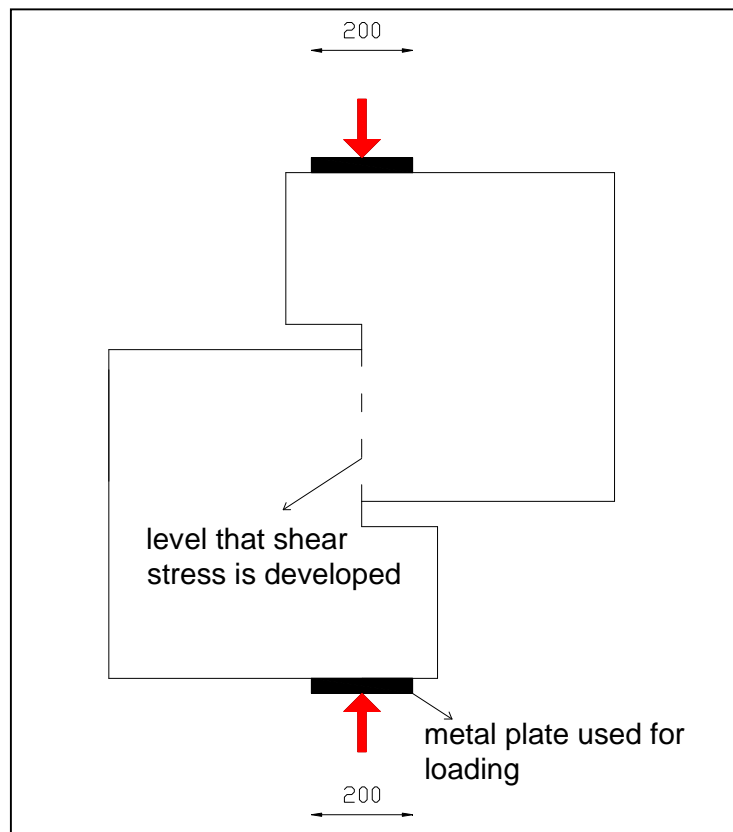 200
level that shear
stress is developed
metal plate used for
loading
200